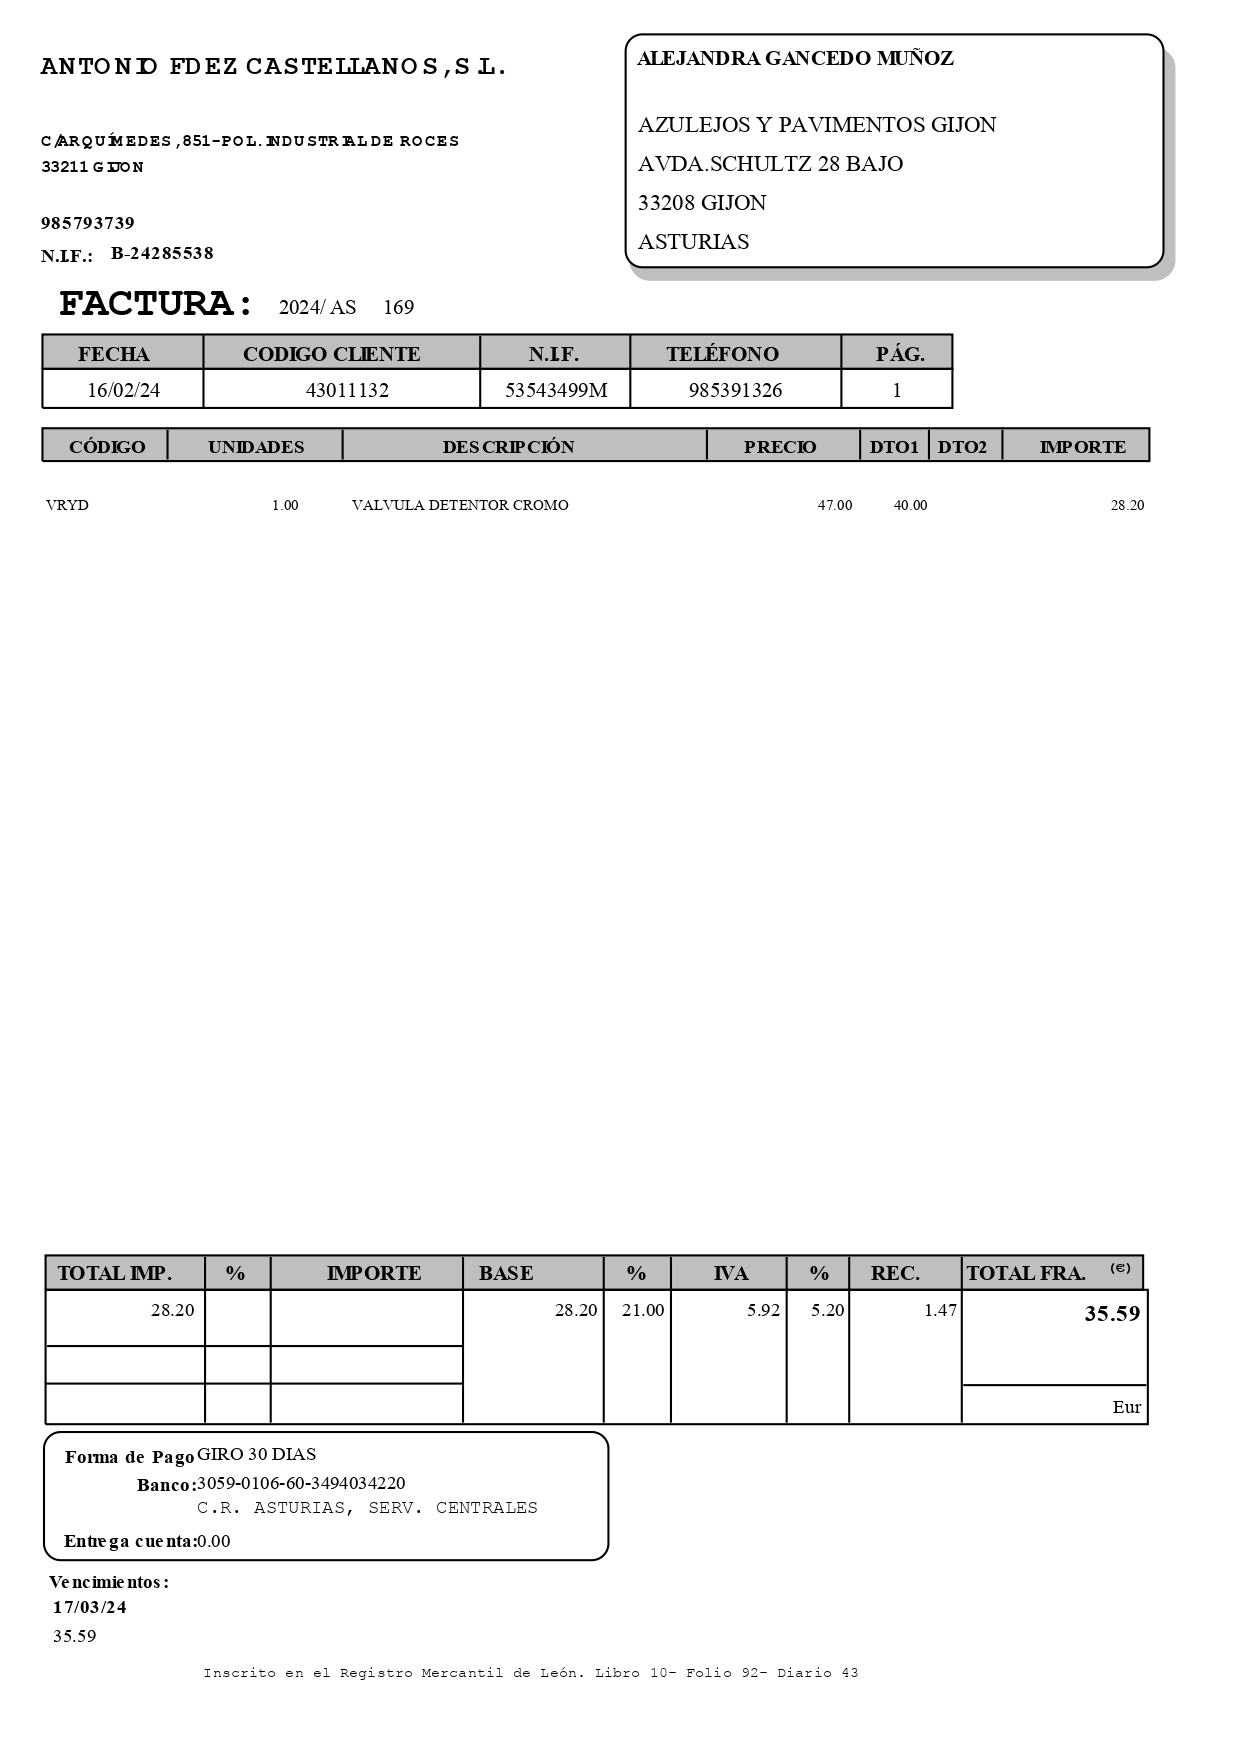 ANTONIO FDEZ CASTELLANOS,S.L.
C/ARQUÍMEDES,851-POL.INDUSTRIAL DE ROCES
33211 GIJON
985793739
N.I.F.: B-24285538
ALEJANDRA GANCEDO MUÑOZ
AZULEJOS Y PAVIMENTOS GIJON
AVDA.SCHULTZ 28 BAJO
33208 GIJON
ASTURIAS
FACTURA: 2024/ AS 169
FECHA CODIGO CLIENTE N.I.F. TELÉFONO PÁG.
16/02/24 43011132 53543499M 985391326 1
CÓDIGO UNIDADES DESCRIPCIÓN PRECIO DTO1 DTO2 IMPORTE
VRYD 1.00 VALVULA DETENTOR CROMO 47.00 40.00 28.20
TOTAL IMP. % IMPORTE BASE % IVA % REC. TOTAL FRA. (€)
28.20 28.20 21.00 5.92 5.20 1.47 35.59
Eur
Forma de Pago GIRO 30 DIAS
Banco: 3059-0106-60-3494034220
C.R. ASTURIAS, SERV. CENTRALES
Entrega cuenta: 0.00
Vencimientos:
17/03/24
35.59
Inscrito en el Registro Mercantil de León. Libro 10- Folio 92- Diario 43